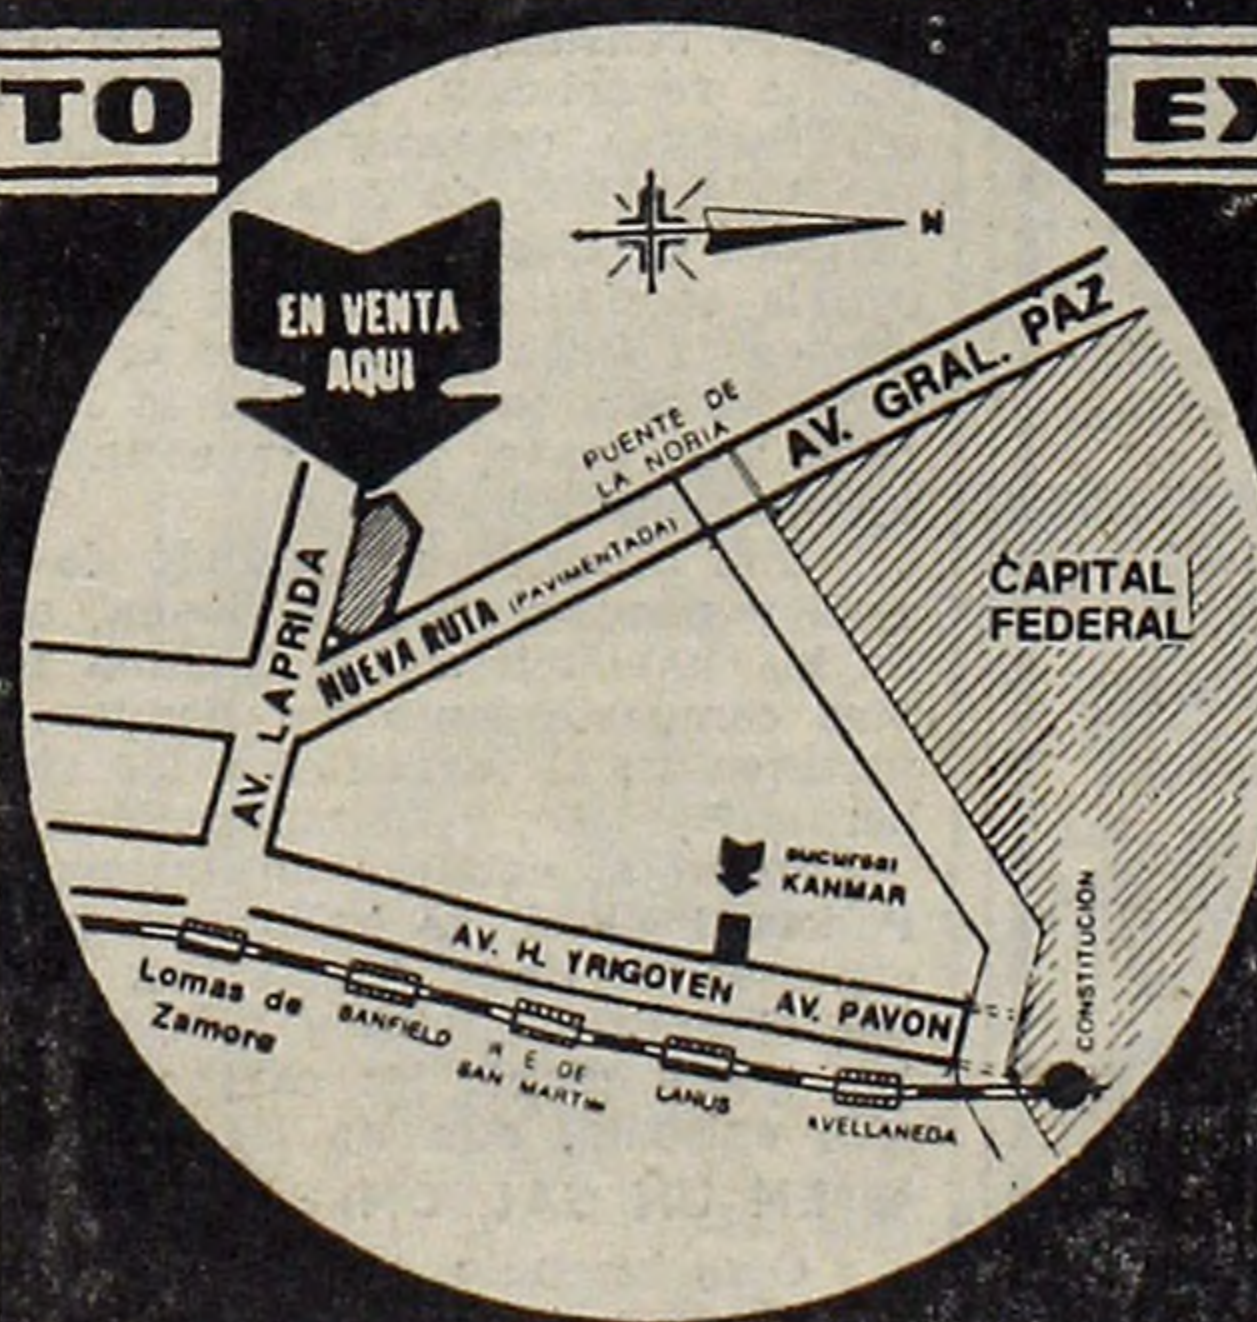 TO
EX
N
EN VENTA
AQUI
AV. GRAL. PAZ
PUENTE DE
LA NORIA
NUEVA RUTA (PAVIMENTADA)
CAPITAL
FEDERAL
AV. LAPRIDA
sucursal
KANMAR
CONSTITUCIÓN
AV. H. YRIGOYEN AV. PAVON
Lomas de
Zamora
BANFIELD
R E DE
SAN MARTIN
LANUS
AVELLANEDA